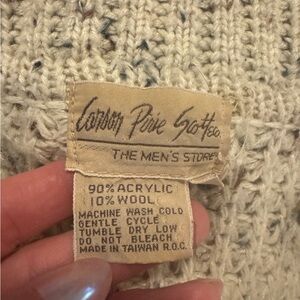 Carson Pirie Scott & Co.
THE MEN'S STORE
90% ACRYLIC
10% WOOL
MACHINE WASH COLD
GENTLE CYCLE
TUMBLE DRY LOW
DO NOT BLEACH
MADE IN TAIWAN R.O.C.